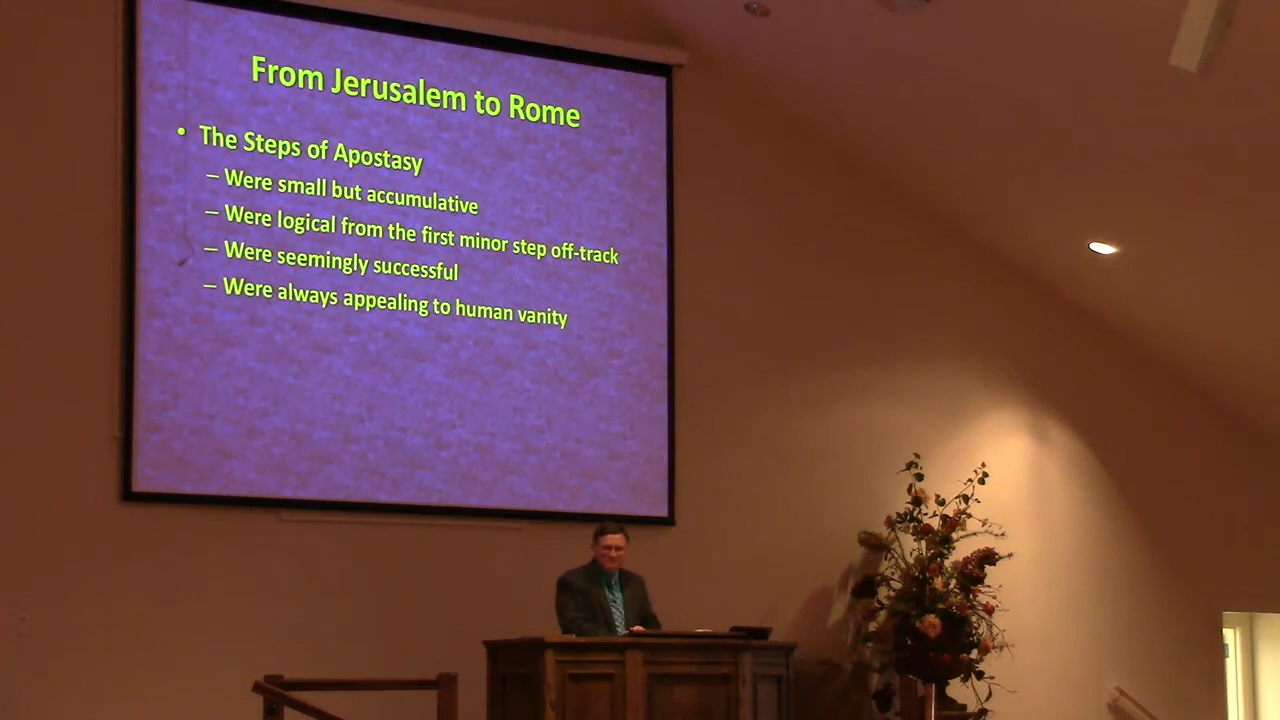 From Jerusalem to Rome
• The Steps of Apostasy
– Were small but accumulative
– Were logical from the first minor step off-track
– Were seemingly successful
– Were always appealing to human vanity